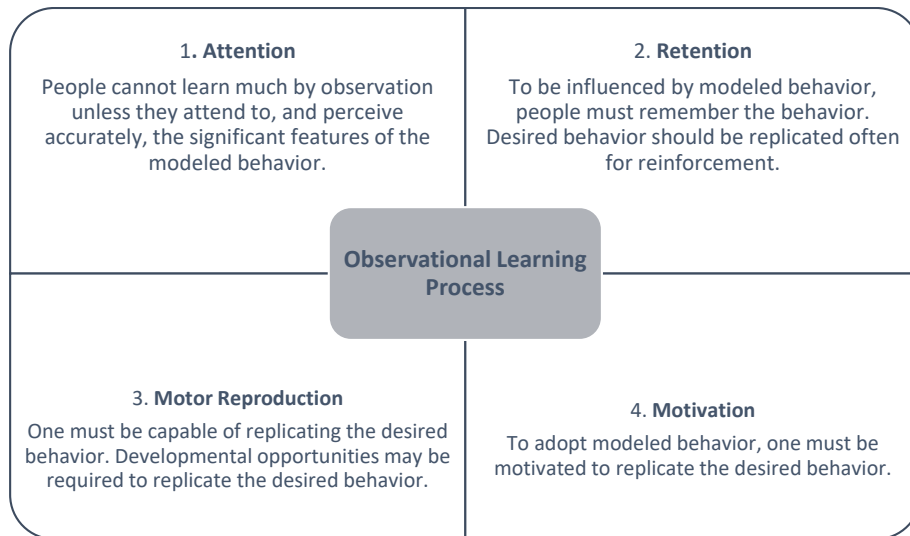 1. Attention
People cannot learn much by observation
unless they attend to, and perceive
accurately, the significant features of the
modeled behavior.
2. Retention
To be influenced by modeled behavior,
people must remember the behavior.
Desired behavior should be replicated often
for reinforcement.
Observational Learning
Process
3. Motor Reproduction
One must be capable of replicating the desired
behavior. Developmental opportunities may be
required to replicate the desired behavior.
4. Motivation
To adopt modeled behavior, one must be
motivated to replicate the desired behavior.